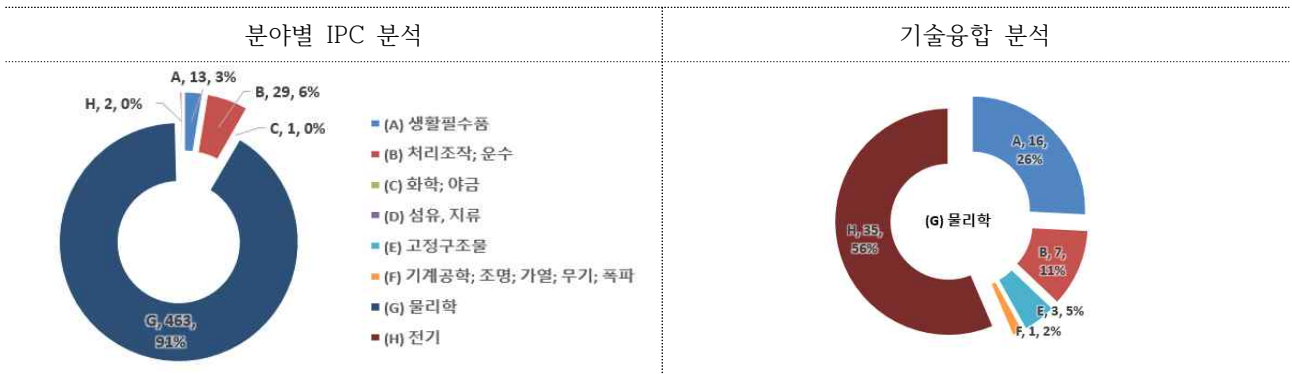 분야별 IPC 분석
기술융합 분석
A, 13, 3%
B, 29, 6%
H, 2, 0%
C, 1, 0%
G, 463,
91%
(A) 생활필수품
(B) 처리조작; 운수
(C) 화학; 야금
(D) 섬유, 지류
(E) 고정구조물
(F) 기계공학; 조명; 가열; 무기; 폭파
(G) 물리학
(H) 전기
A, 16,
26%
H, 35,
56%
(G) 물리학
B, 7,
11%
E, 3, 5%
F, 1, 2%